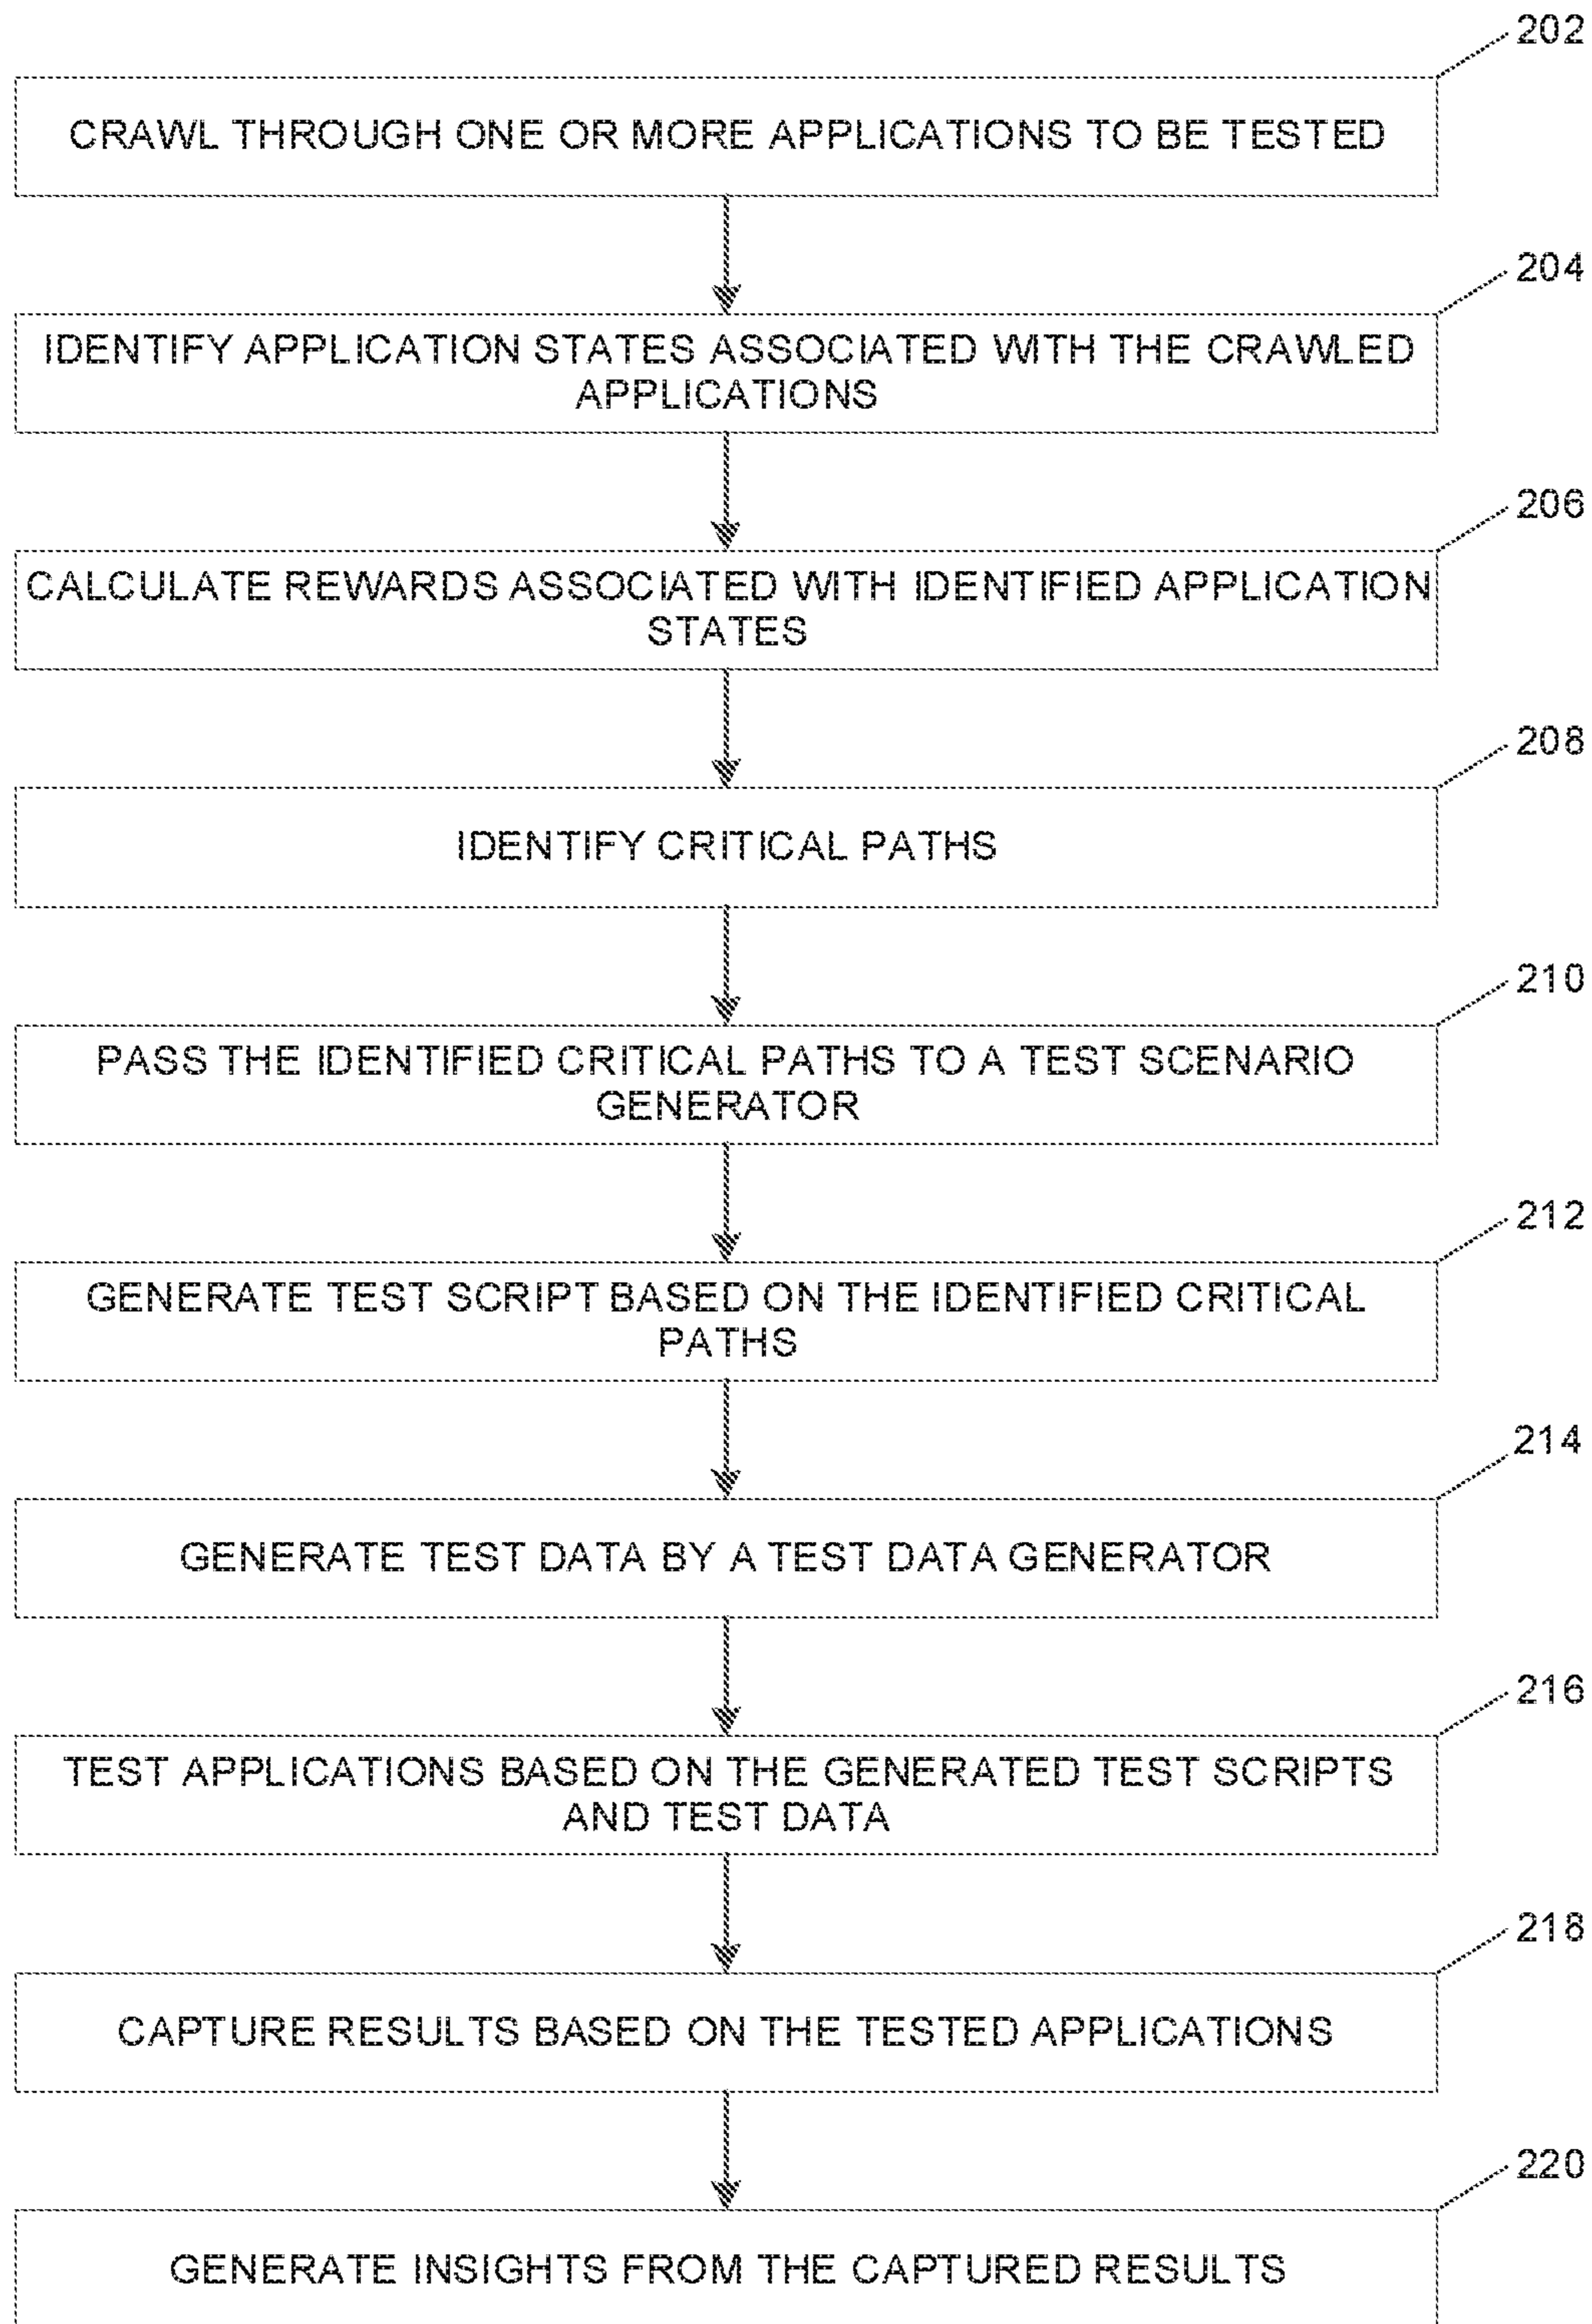 202
CRAWL THROUGH ONE OR MORE APPLICATIONS TO BE TESTED
204
IDENTIFY APPLICATION STATES ASSOCIATED WITH THE CRAWLED
APPLICATIONS
206
CALCULATE REWARDS ASSOCIATED WITH IDENTIFIED APPLICATION
STATES
208
IDENTIFY CRITICAL PATHS
210
PASS THE IDENTIFIED CRITICAL PATHS TO A TEST SCENARIO
GENERATOR
212
GENERATE TEST SCRIPT BASED ON THE IDENTIFIED CRITICAL
PATHS
214
GENERATE TEST DATA BY A TEST DATA GENERATOR
216
TEST APPLICATIONS BASED ON THE GENERATED TEST SCRIPTS
AND TEST DATA
218
CAPTURE RESULTS BASED ON THE TESTED APPLICATIONS
220
GENERATE INSIGHTS FROM THE CAPTURED RESULTS